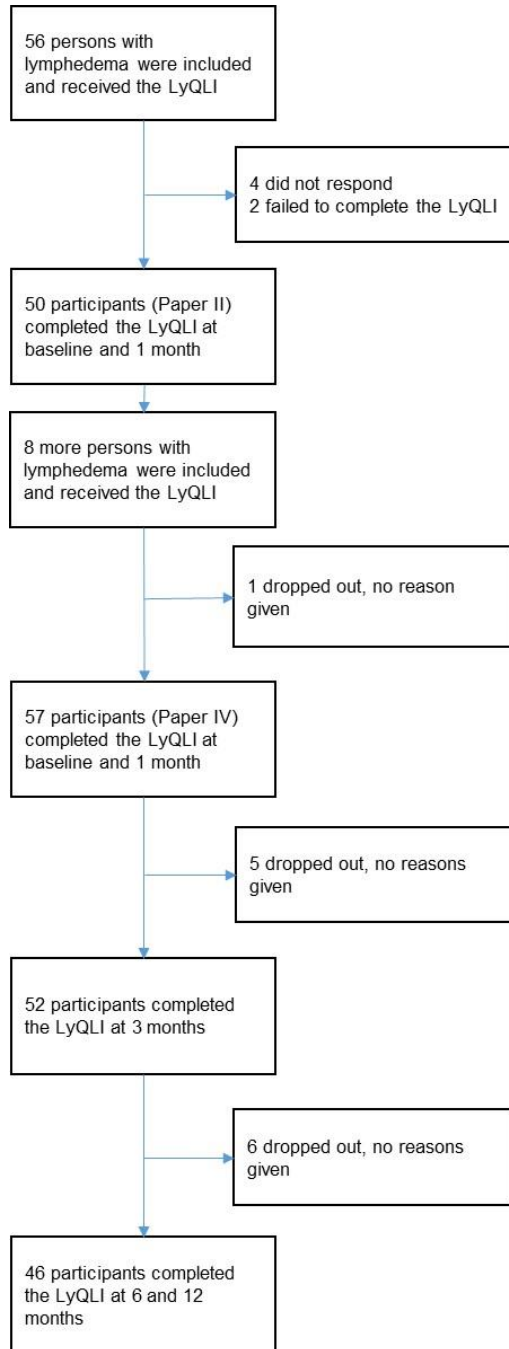 56 persons with
lymphedema were included
and received the LyQLI
4 did not respond
2 failed to complete the LyQLI
50 participants (Paper II)
completed the LyQLI at
baseline and 1 month
8 more persons with
lymphedema were included
and received the LyQLI
1 dropped out, no reason
given
57 participants (Paper IV)
completed the LyQLI at
baseline and 1 month
5 dropped out, no reasons
given
52 participants completed
the LyQLI at 3 months
6 dropped out, no reasons
given
46 participants completed
the LyQLI at 6 and 12
months